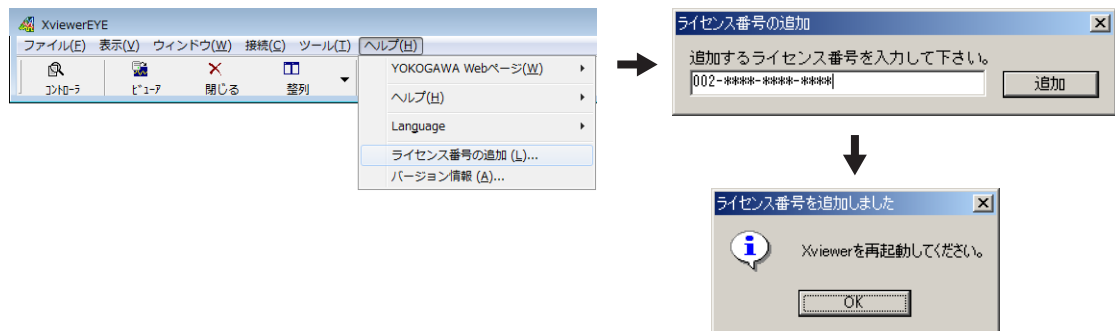 XviewerEYE
ファイル(F) 表示(V) ウィンドウ(W) 接続(C) ツール(T) ヘルプ(H)
コントローラ ビューア 閉じる 整列
YOKOGAWA Webページ(W)
ヘルプ(H)
Language
ライセンス番号の追加 (L)...
バージョン情報 (A)...
ライセンス番号の追加
追加するライセンス番号を入力して下さい。
002-****-****-****
追加
ライセンス番号を追加しました
Xviewerを再起動してください。
OK